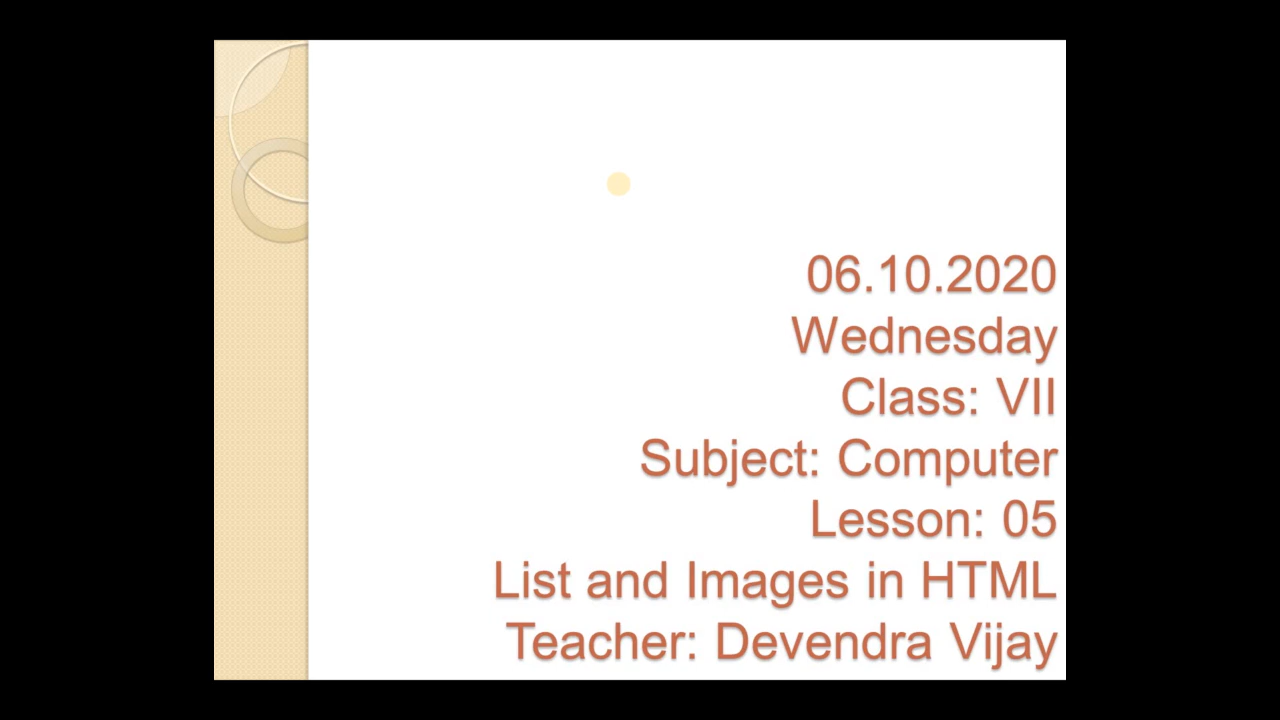 06.10.2020
Wednesday
Class: VII
Subject: Computer
Lesson: 05
List and Images in HTML
Teacher: Devendra Vijay